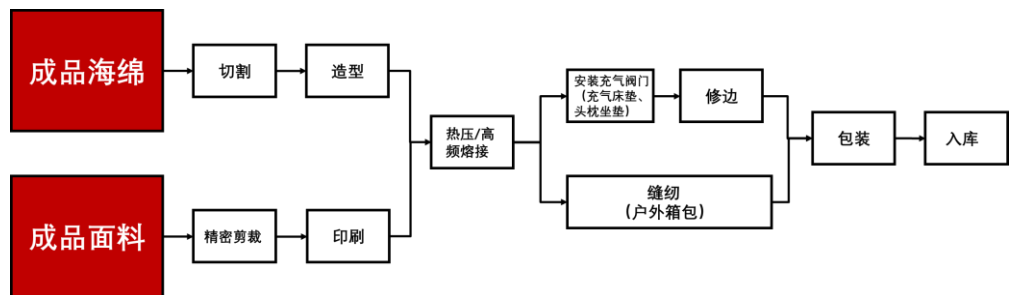 成品海绵
切割
造型
成品面料
精密剪裁
印刷
热压/高
频熔接
安装充气阀门
（充气床垫、
头枕坐垫）
修边
缝纫
（户外箱包）
包装
入库